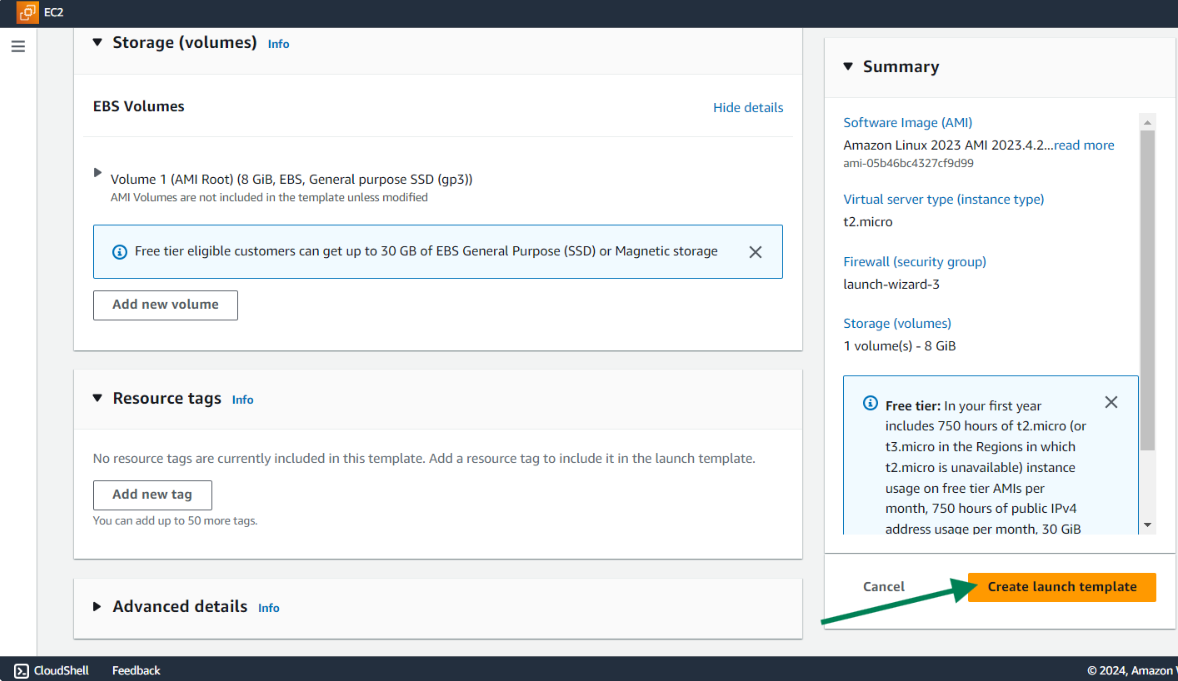 EC2
Storage (volumes) Info
EBS Volumes
Hide details
Volume 1 (AMI Root) (8 GiB, EBS, General purpose SSD (gp3))
AMI Volumes are not included in the template unless modified
Free tier eligible customers can get up to 30 GB of EBS General Purpose (SSD) or Magnetic storage
Add new volume
Resource tags Info
No resource tags are currently included in this template. Add a resource tag to include it in the launch template.
Add new tag
You can add up to 50 more tags.
Advanced details Info
Summary
Software Image (AMI)
Amazon Linux 2023 AMI 2023.4.2...read more
ami-05b46bc4327cf9d99
Virtual server type (instance type)
t2.micro
Firewall (security group)
launch-wizard-3
Storage (volumes)
1 volume(s) - 8 GiB
Free tier: In your first year
includes 750 hours of t2.micro (or
t3.micro in the Regions in which
t2.micro is unavailable) instance
usage on free tier AMIs per
month, 750 hours of public IPv4
address usage per month, 30 GiB
Cancel
Create launch template
CloudShell Feedback
© 2024, Amazon